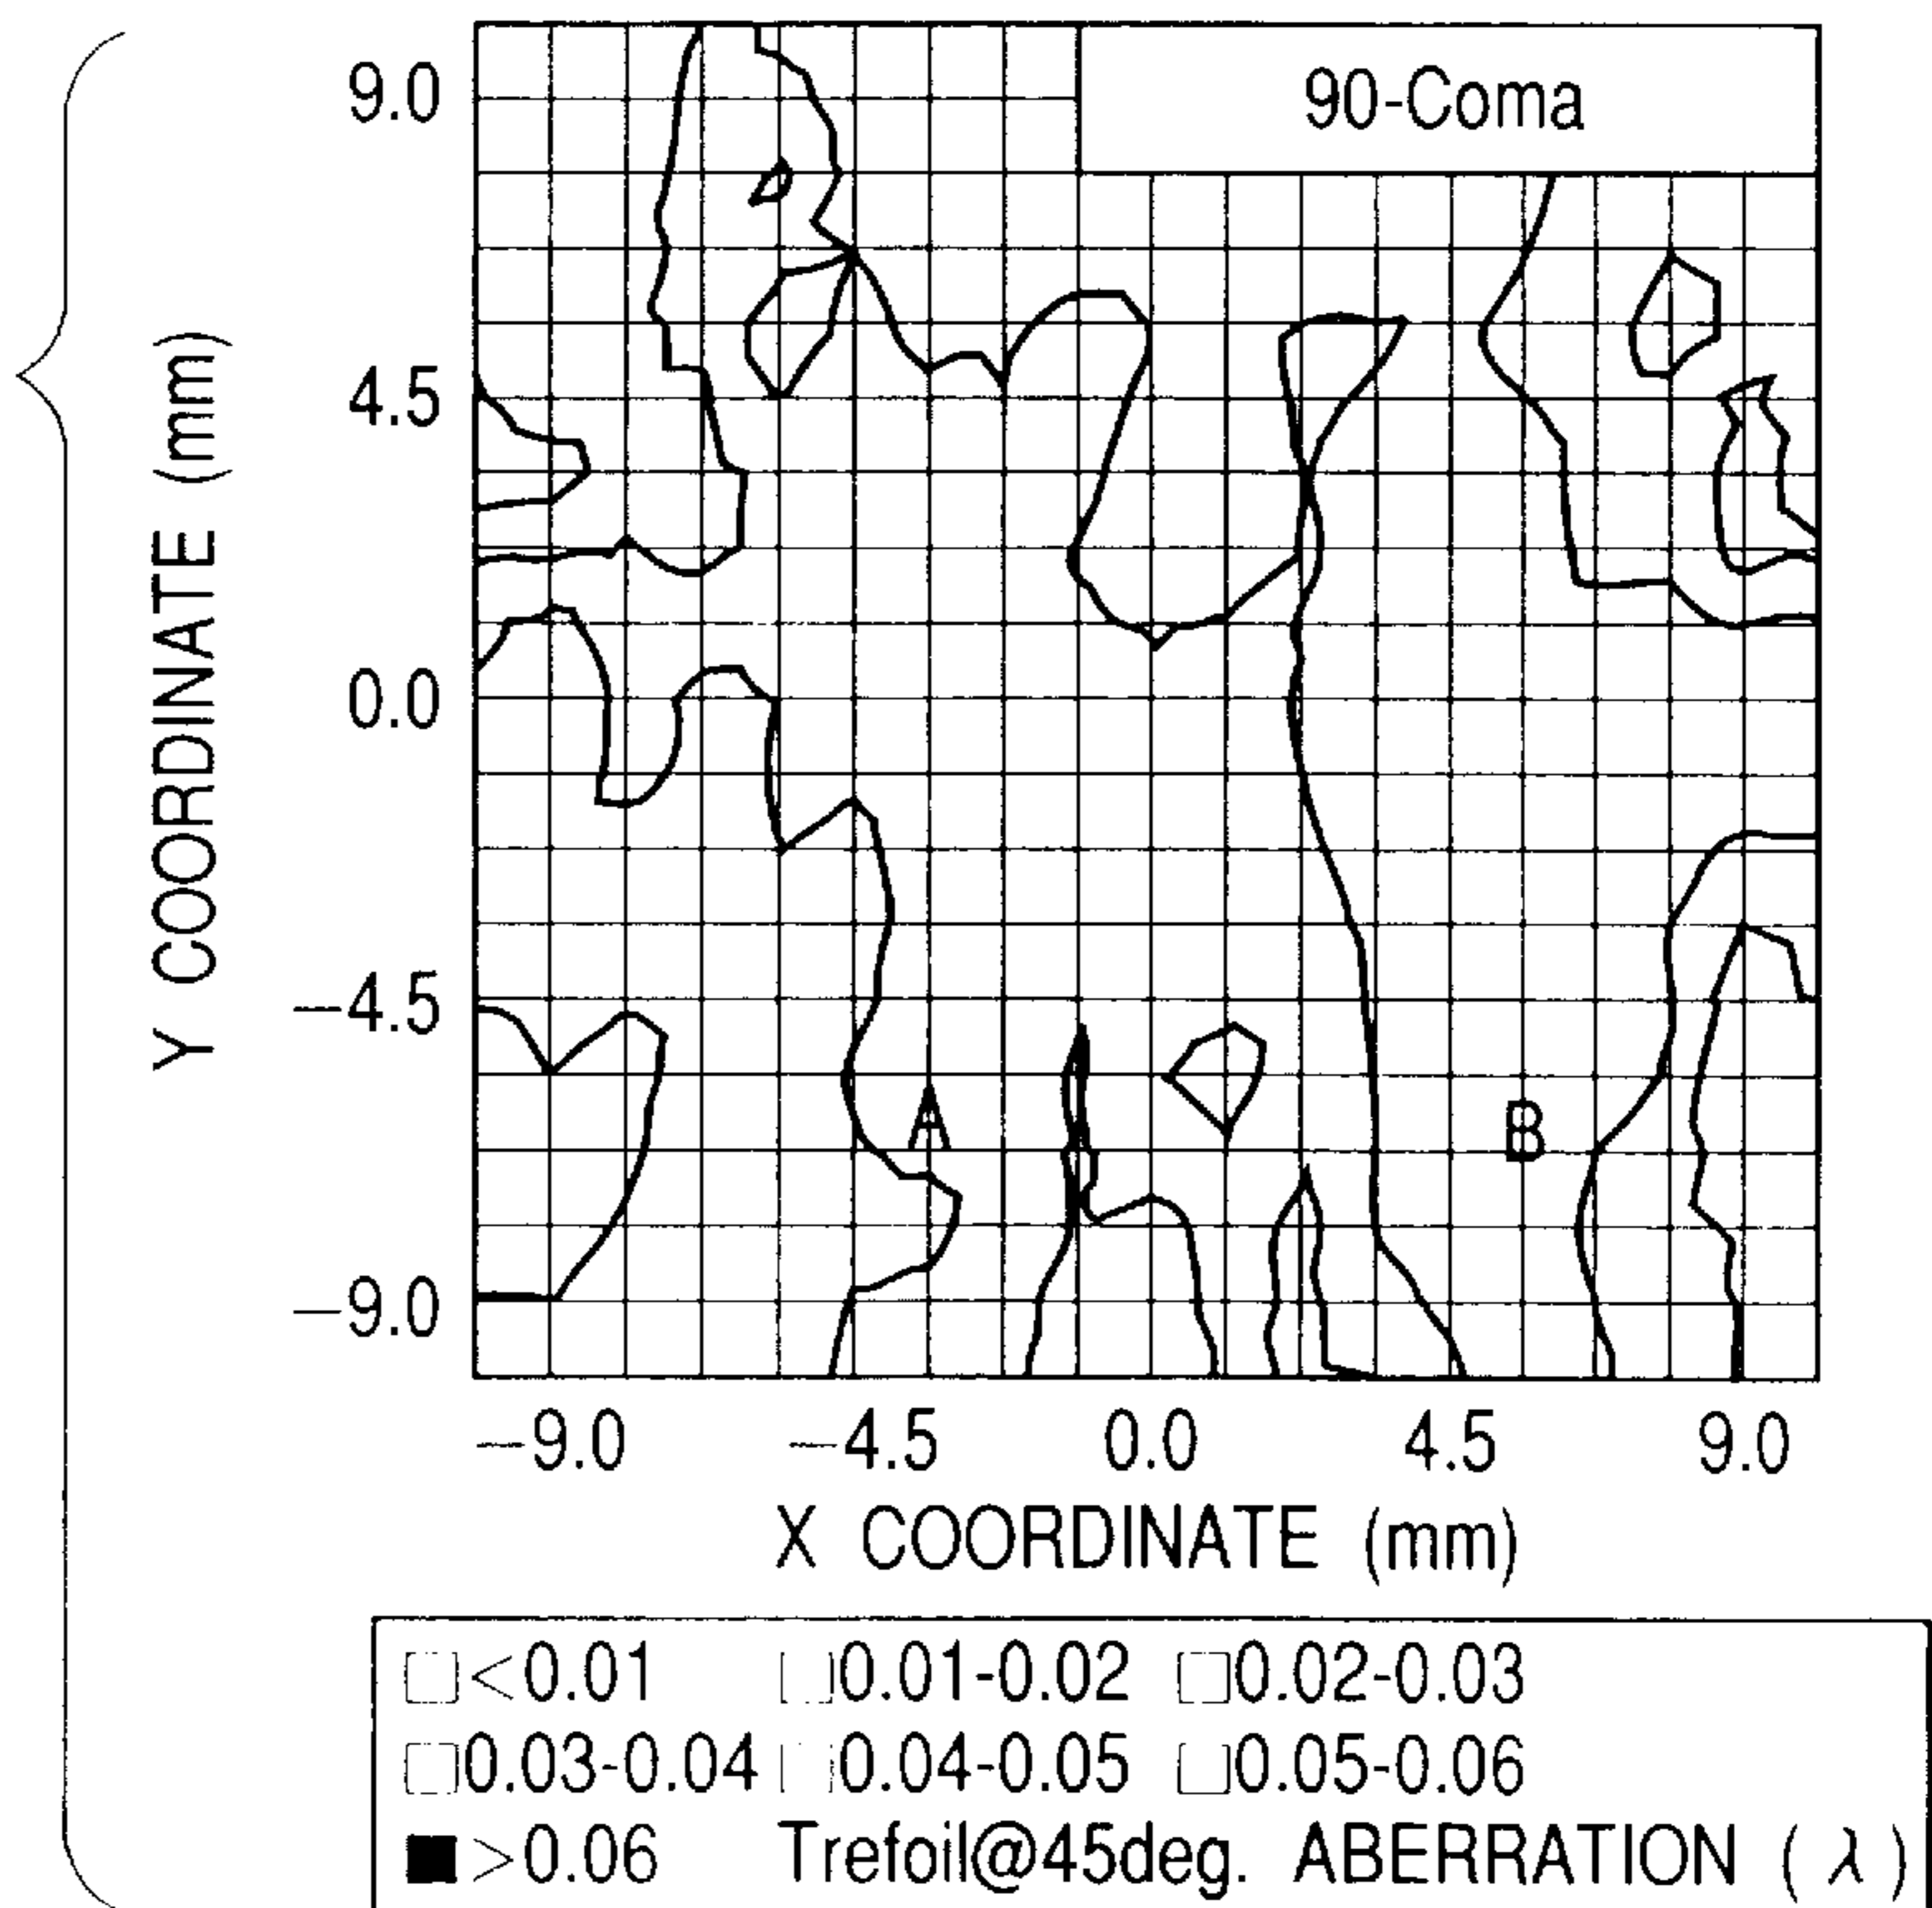 90-Coma
9.0
4.5
0.0
−4.5
−9.0
Y COORDINATE (mm)
A
B
−9.0 −4.5 0.0 4.5 9.0
X COORDINATE (mm)
<0.01 0.01-0.02 0.02-0.03
0.03-0.04 0.04-0.05 0.05-0.06
>0.06 Trefoil@45deg. ABERRATION (λ)